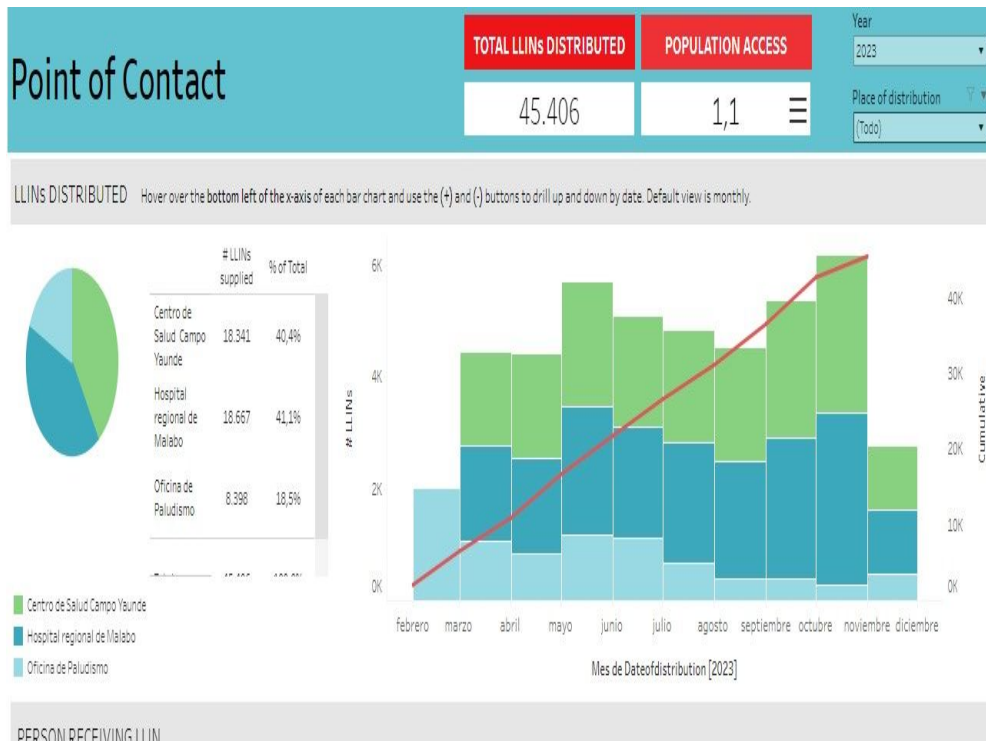 Point of Contact
TOTAL LLINs DISTRIBUTED
45.406
POPULATION ACCESS
1,1
Year
2023
Place of distribution
(Todo)
LLINs DISTRIBUTED Hover over the bottom left of the x-axis of each bar chart and use the (+) and (-) buttons to drill up and down by date. Default view is monthly.
# LLINs
supplied
% of Total
Centro de
Salud Campo
Yaunde
18.341
40,4%
Hospital
regional de
Malabo
18.667
41,1%
Oficina de
Paludismo
8.398
18,5%
Centro de Salud Campo Yaunde
Hospital regional de Malabo
Oficina de Paludismo
# LLINs
6K
4K
2K
0K
40K
30K
20K
10K
0K
Cumulative
febrero marzo abril mayo junio julio agosto septiembre octubre noviembre diciembre
Mes de Dateofdistribution [2023]
PERSON RECEIVING LLIN